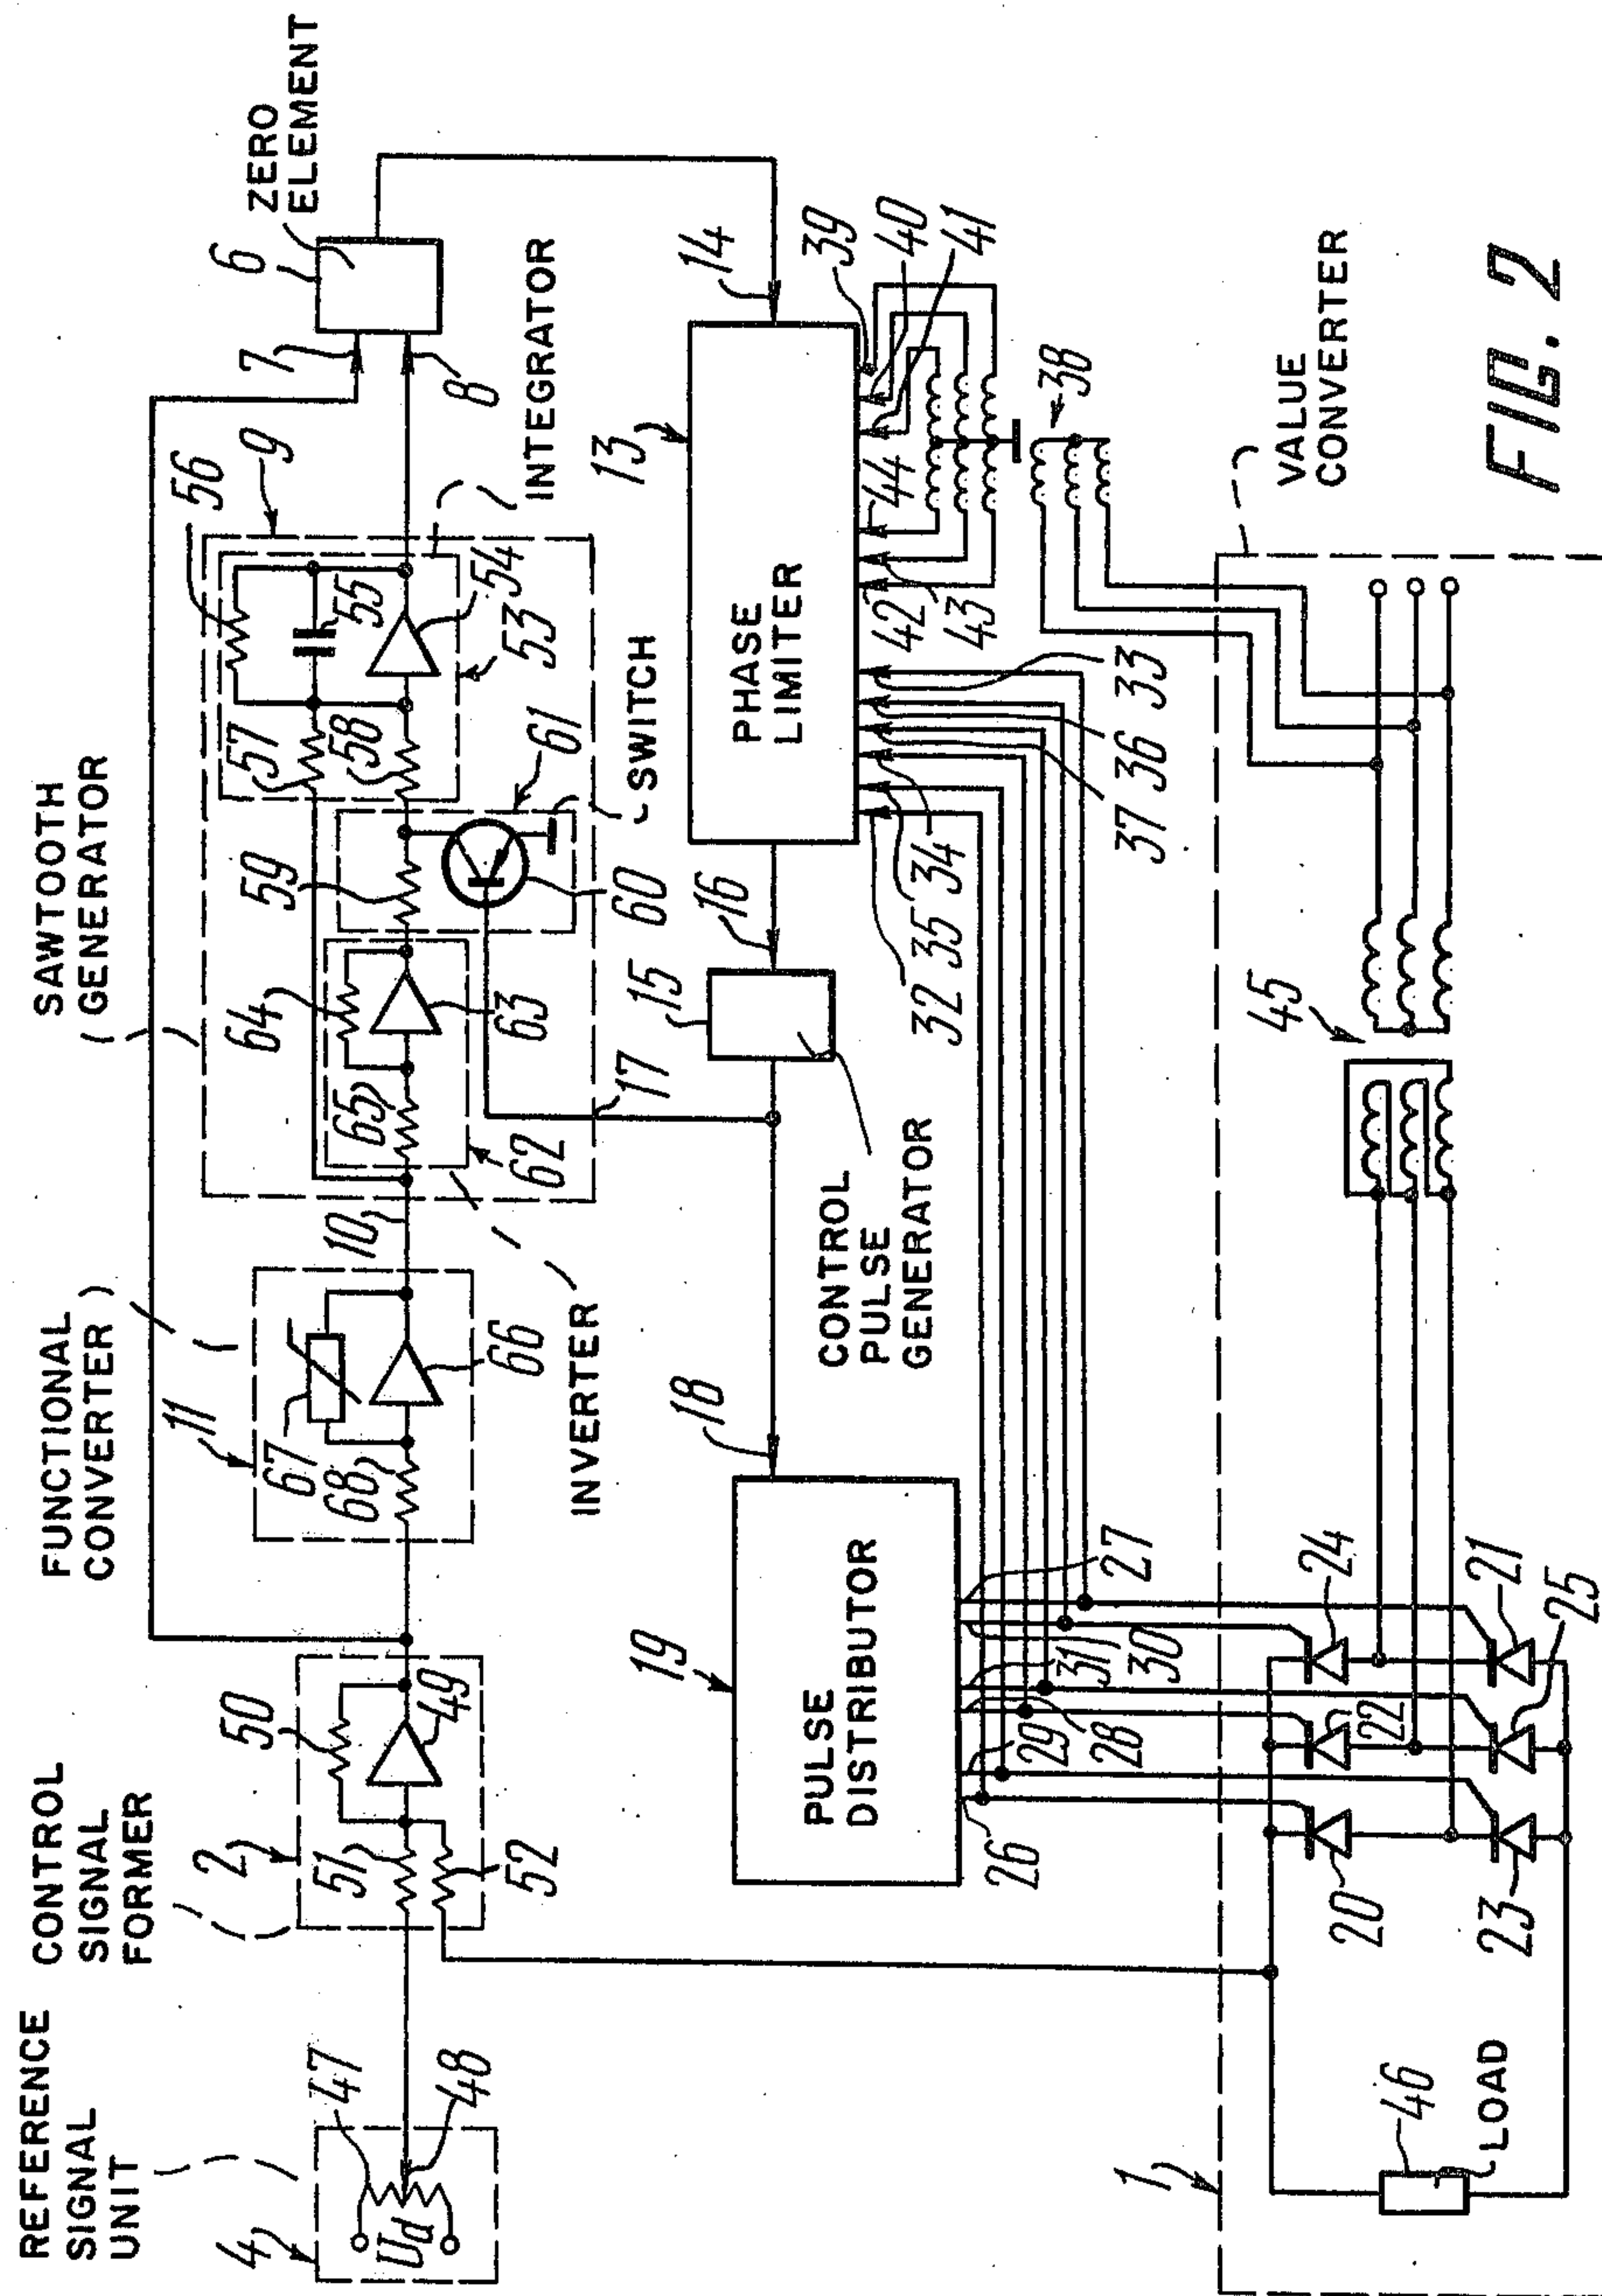 REFERENCE
SIGNAL
UNIT
CONTROL
SIGNAL
FORMER
FUNCTIONAL
CONVERTER
SAWTOOTH
GENERATOR
ZERO
ELEMENT
4
47
48
Ud
2
50
51
52
49
11
67
68
66
10
INVERTER
64
65
63
62
59
60
61
SWITCH
57
58
56
55
54
53
9
INTEGRATOR
7
8
6
17
19
PULSE
DISTRIBUTOR
18
CONTROL
PULSE
GENERATOR
15
16
13
PHASE
LIMITER
14
39
40
41
44
42
43
38
32
35
34
37
36
33
26
29
28
31
30
27
1
46
LOAD
20
23
22
25
24
21
45
VALUE
CONVERTER
FIG. 2